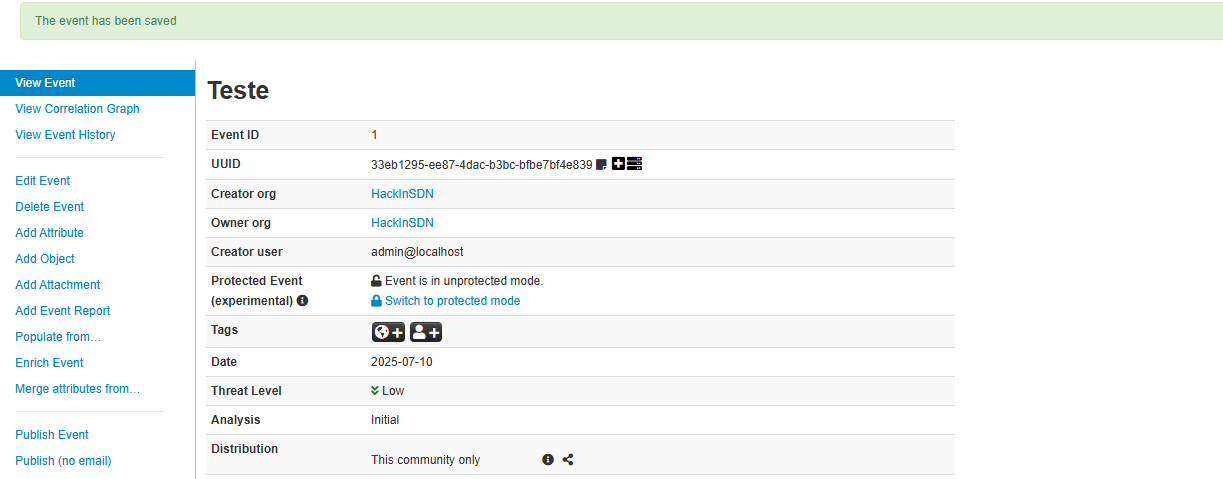 The event has been saved
View Event
View Correlation Graph
View Event History
Edit Event
Delete Event
Add Attribute
Add Object
Add Attachment
Add Event Report
Populate from…
Enrich Event
Merge attributes from…
Publish Event
Publish (no email)
Teste
Event ID 1
UUID 33eb1295-ee87-4dac-b3bc-bfbe7bf4e839
Creator org HackInSDN
Owner org HackInSDN
Creator user admin@localhost
Protected Event Event is in unprotected mode.
(experimental) Switch to protected mode
Tags
Date 2025-07-10
Threat Level Low
Analysis Initial
Distribution
This community only